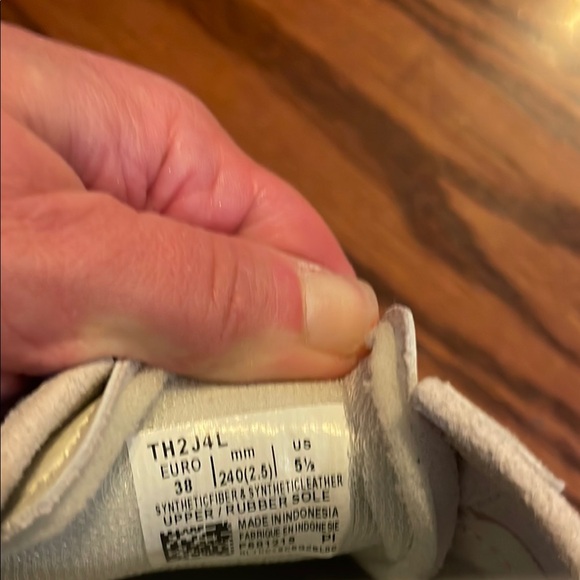 TH2J4L
EURO | mm | US
38 | 240(2.5) | 5½
SYNTHETICFIBER & SYNTHETICLEATHER
UPPER / RUBBER SOLE
MADE IN INDONESIA
FABRIQUE EN INDONESIE
PI